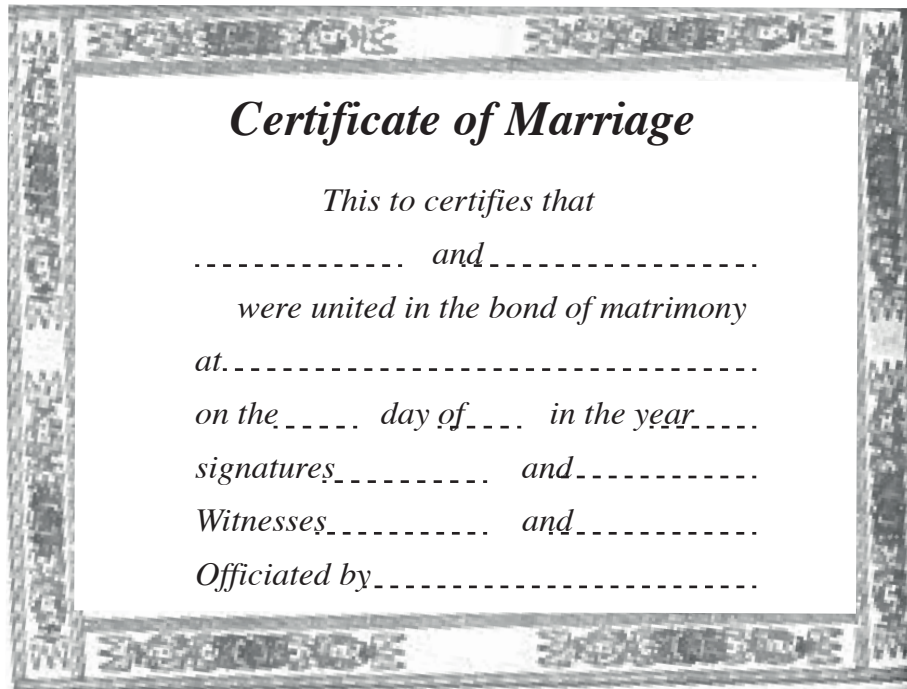 Certificate of Marriage
This to certifies that
and
were united in the bond of matrimony
at
on the day of in the year
signatures and
Witnesses and
Officiated by